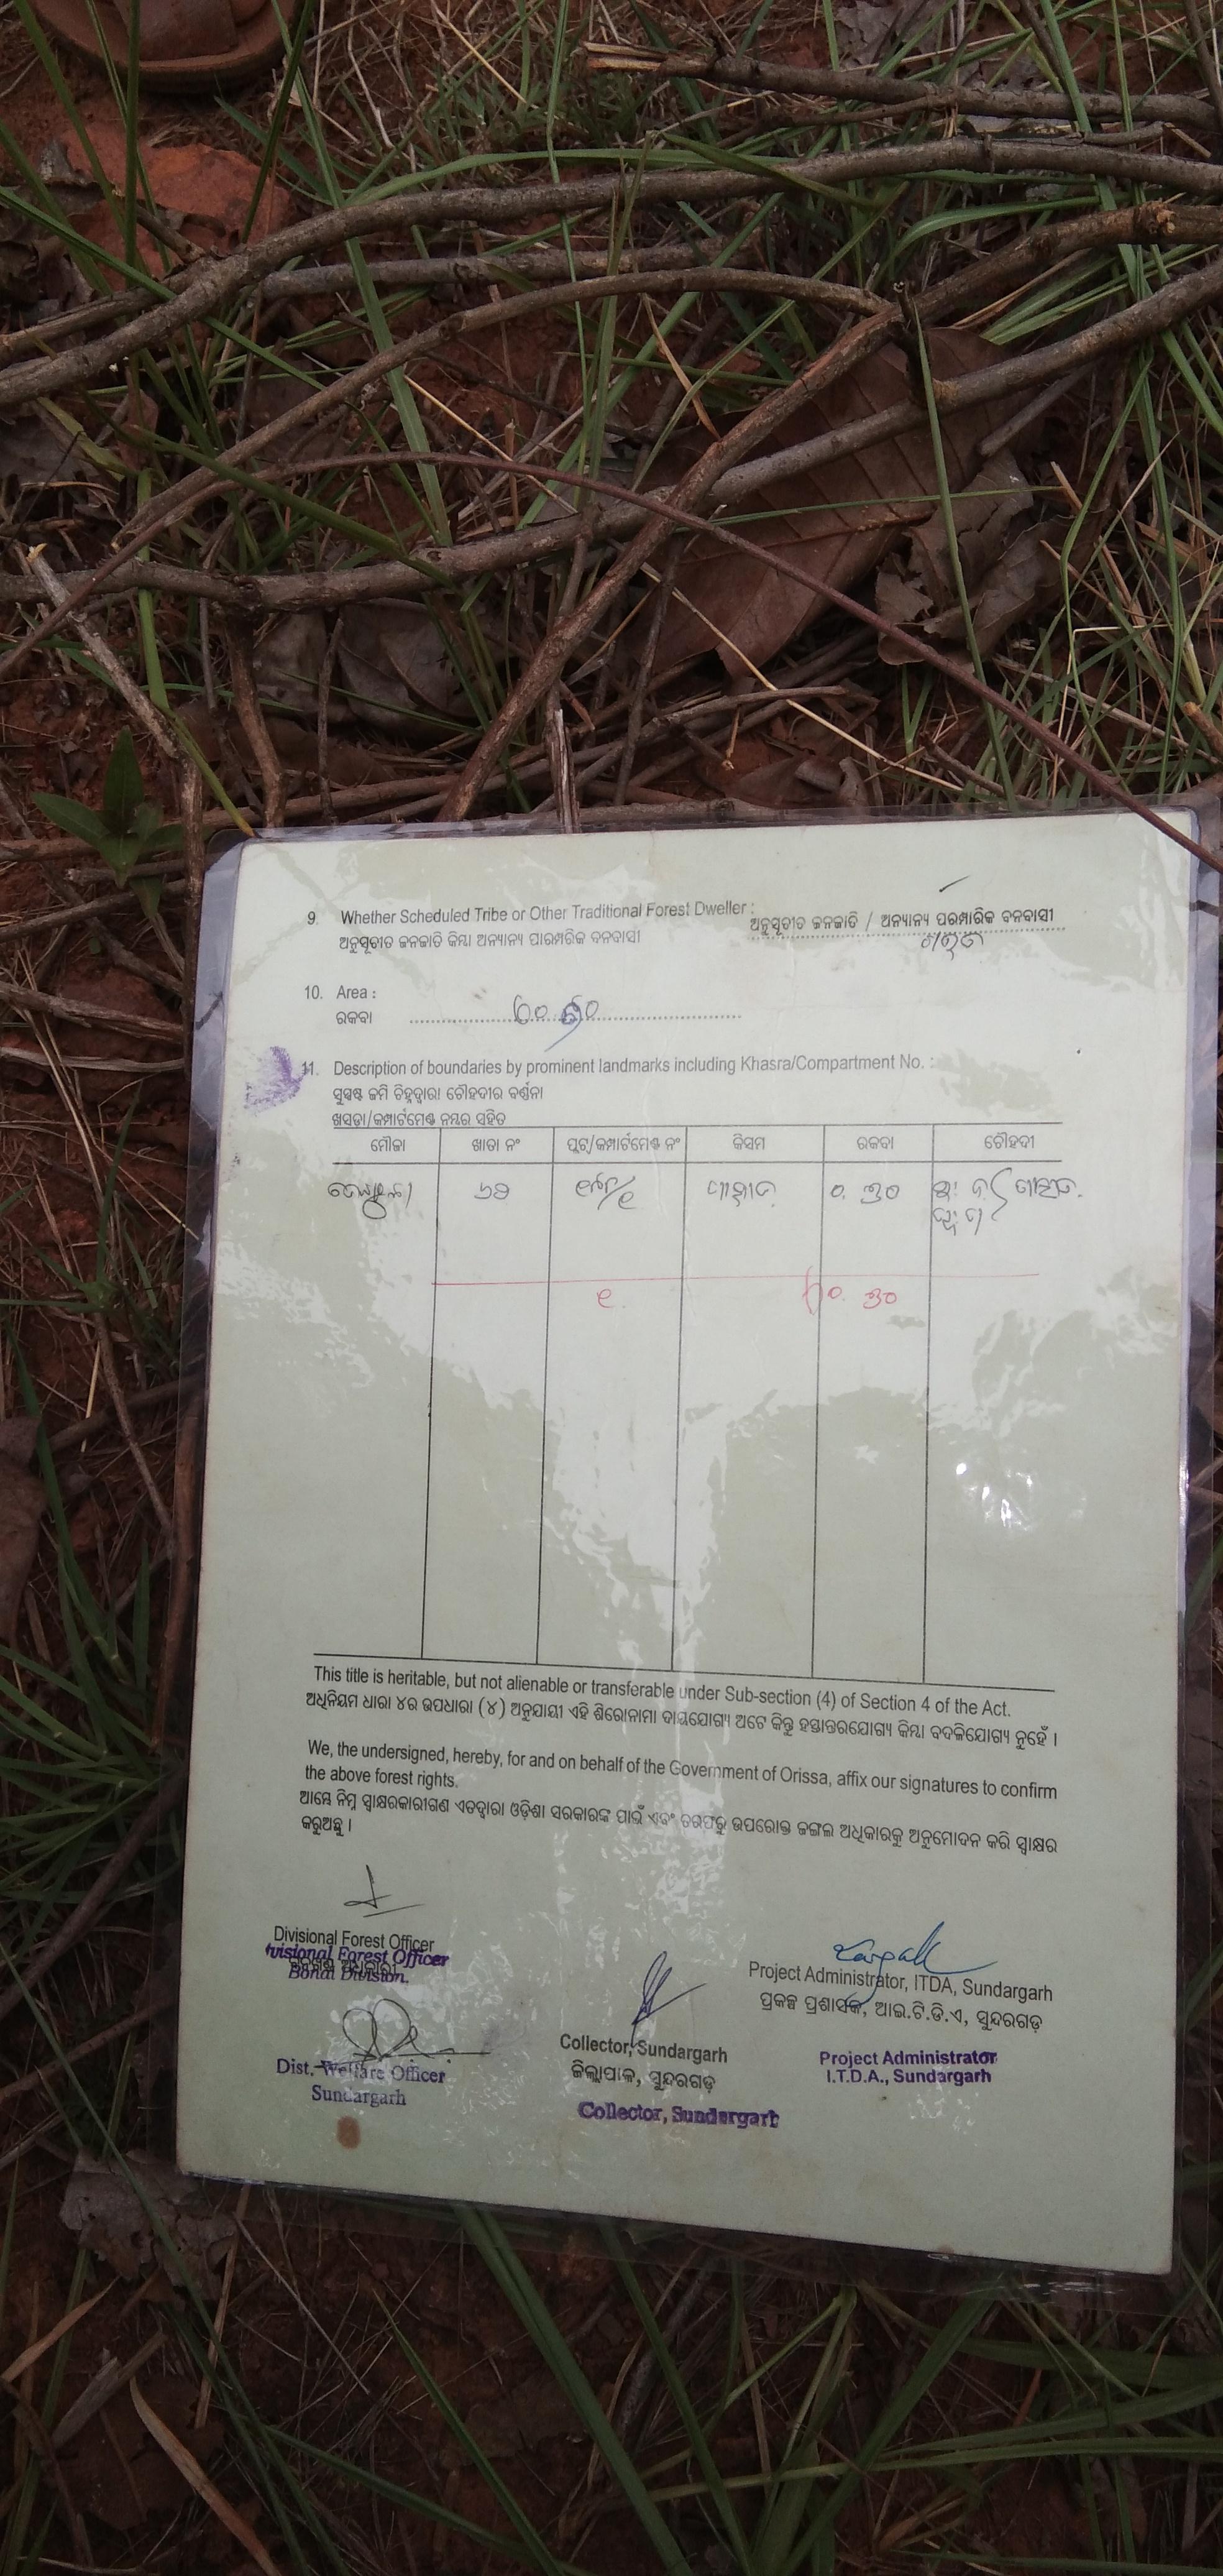 9. Whether Scheduled Tribe or Other Traditional Forest Dweller :
ଅନୁସୂଚୀତ ଜନଜାତି କିମ୍ବା ଅନ୍ୟାନ୍ୟ ପାରମ୍ପରିକ ବନବାସୀ
ଅନୁସୂଚୀତ ଜନଜାତି / ଅନ୍ୟାନ୍ୟ ପରମ୍ପାରିକ ବନବାସୀ
10. Area :
ରକବା
11. Description of boundaries by prominent landmarks including Khasra/Compartment No. :
ସୁସ୍ପଷ୍ଟ ଜମି ଚିହ୍ନଦ୍ୱାରା ଚୌହଦୀର ବର୍ଣ୍ଣନା
ଖସଡା/କମ୍ପାର୍ଟମେଣ୍ଟ ନମ୍ବର ସହିତ
ମୌଜା ଖାତା ନଂ ପ୍ଲଟ୍/କମ୍ପାର୍ଟମେଣ୍ଟ ନଂ କିସମ ରକବା ଚୌହଦୀ
୬୭ ୦.୩୦
୧ ୦.୩୦
This title is heritable, but not alienable or transferable under Sub-section (4) of Section 4 of the Act.
ଅଧିନିୟମ ଧାରା ୪ର ଉପଧାରା (୪) ଅନୁଯାୟୀ ଏହି ଶିରୋନାମା ଦାୟଯୋଗ୍ୟ ଅଟେ କିନ୍ତୁ ହସ୍ତାନ୍ତରଯୋଗ୍ୟ କିମ୍ବା ବଦଳିଯୋଗ୍ୟ ନୁହେଁ ।
We, the undersigned, hereby, for and on behalf of the Government of Orissa, affix our signatures to confirm
the above forest rights.
ଆମ୍ଭେ ନିମ୍ନ ସ୍ୱାକ୍ଷରକାରୀଗଣ ଏତଦ୍ୱାରା ଓଡ଼ିଶା ସରକାରଙ୍କ ପାଇଁ ଏବଂ ତରଫରୁ ଉପରୋକ୍ତ ଜଙ୍ଗଲ ଅଧିକାରକୁ ଅନୁମୋଦନ କରି ସ୍ୱାକ୍ଷର
କରୁଅଛୁ ।
Divisional Forest Officer
Divisional Forest Officer
Bonai Division.
Project Administrator, ITDA, Sundargarh
ପ୍ରକଳ୍ପ ପ୍ରଶାସକ, ଆଇ.ଟି.ଡି.ଏ, ସୁନ୍ଦରଗଡ଼
Collector, Sundargarh
ଜିଲ୍ଲାପାଳ, ସୁନ୍ଦରଗଡ଼
Dist. Welfare Officer
Sundargarh
Project Administrator
I.T.D.A., Sundargarh
Collector, Sundargarh